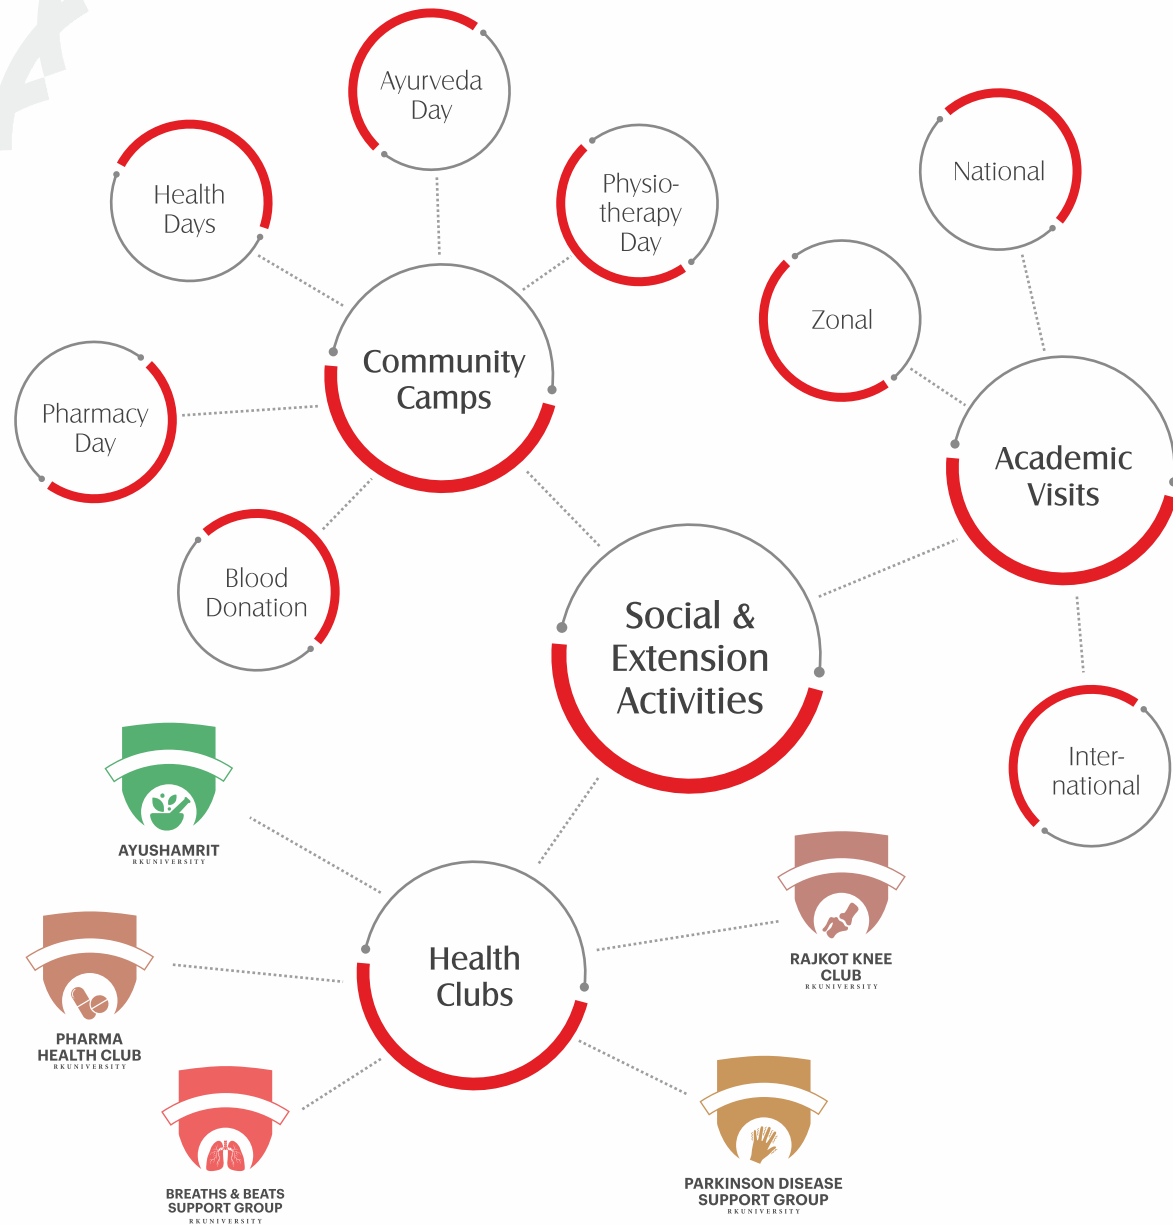 Ayurveda
Day
Health
Days
Physio-
therapy
Day
National
Zonal
Community
Camps
Pharmacy
Day
Academic
Visits
Blood
Donation
Social &
Extension
Activities
Inter-
national
AYUSHAMRIT
RKUNIVERSITY
Health
Clubs
RAJKOT KNEE
CLUB
RKUNIVERSITY
PHARMA
HEALTH CLUB
RKUNIVERSITY
BREATHS & BEATS
SUPPORT GROUP
RKUNIVERSITY
PARKINSON DISEASE
SUPPORT GROUP
RKUNIVERSITY